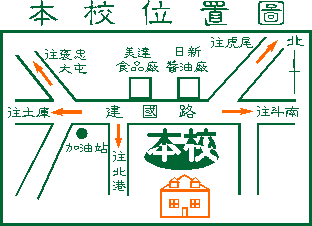 本校位置圖
往褒忠
大屯
美達
食品廠
日新
醬油廠
往虎尾
北
往土庫
建國路
往斗南
加油站
往北港
本校